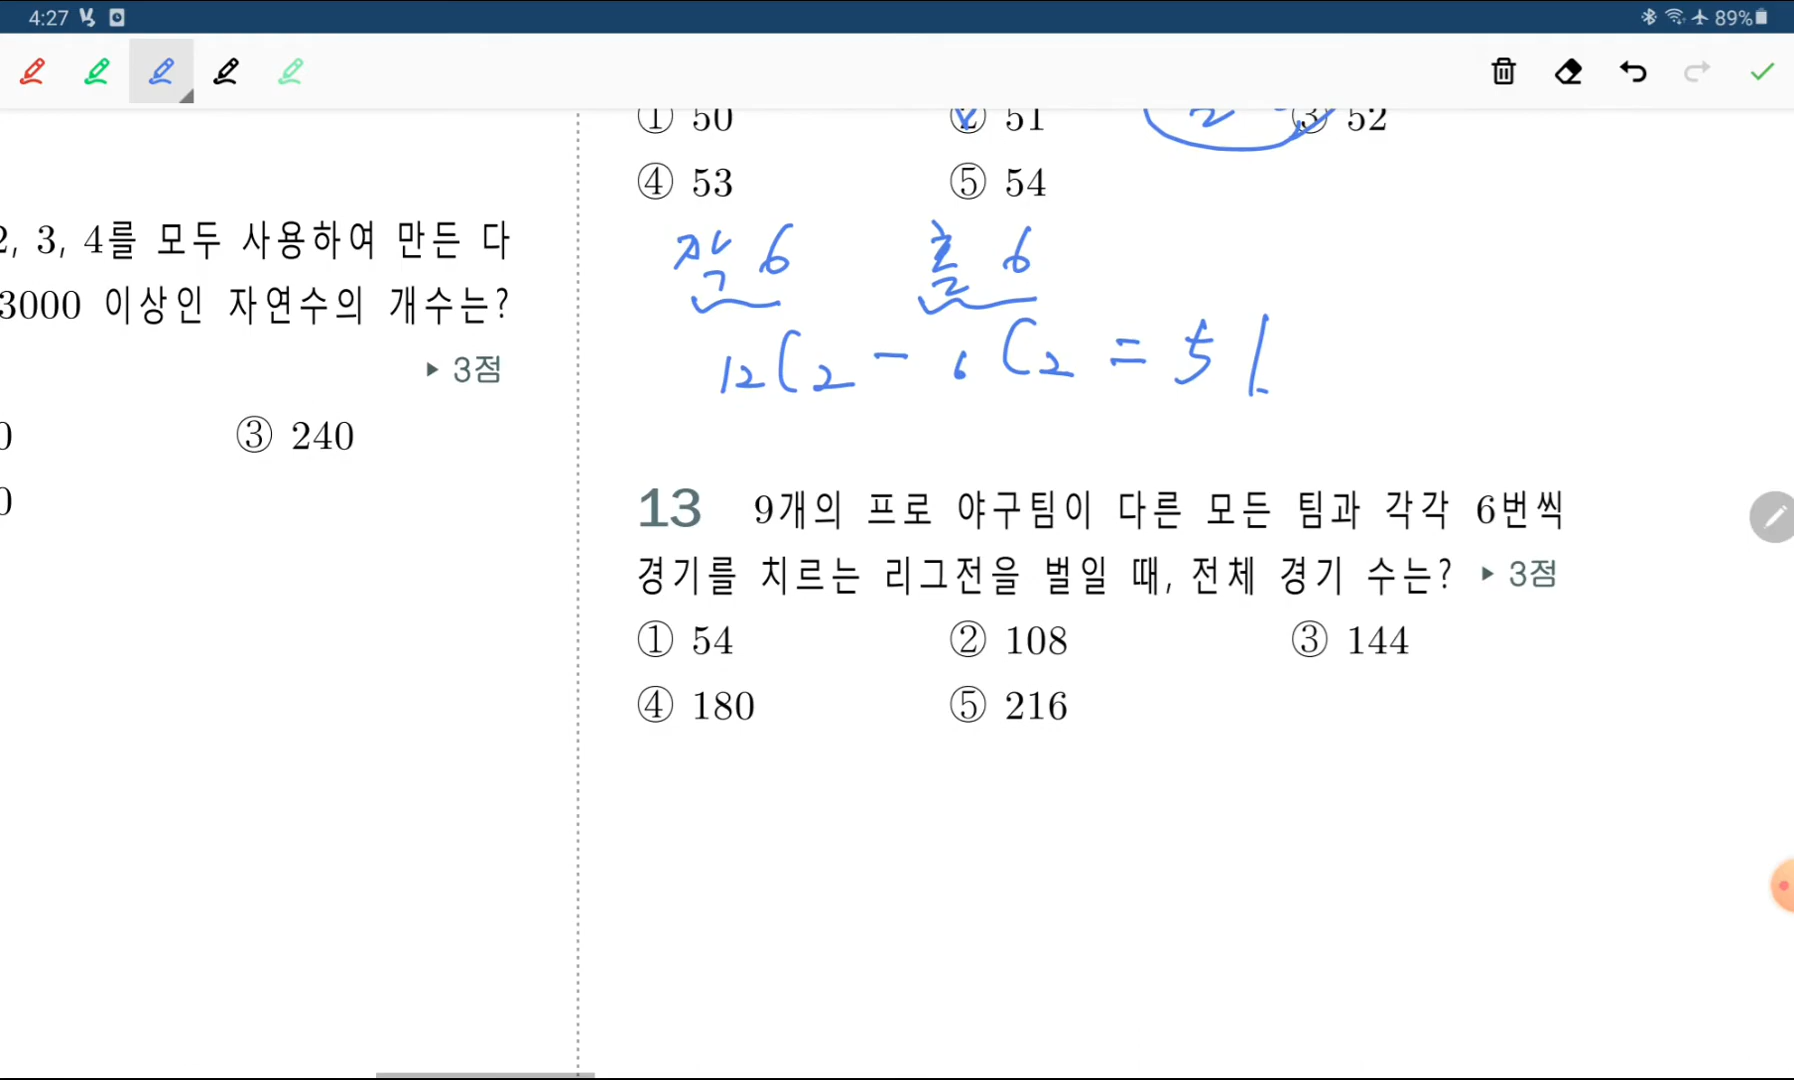 4:27
89%
2, 3, 4를 모두 사용하여 만든 다
3000 이상인 자연수의 개수는?
▸ 3점
0
③ 240
0
① 50 ② 51 ③ 52
④ 53 ⑤ 54
짝 6 홀 6
12C2 - 6C2 = 51
13 9개의 프로 야구팀이 다른 모든 팀과 각각 6번씩
경기를 치르는 리그전을 벌일 때, 전체 경기 수는? ▸ 3점
① 54 ② 108 ③ 144
④ 180 ⑤ 216